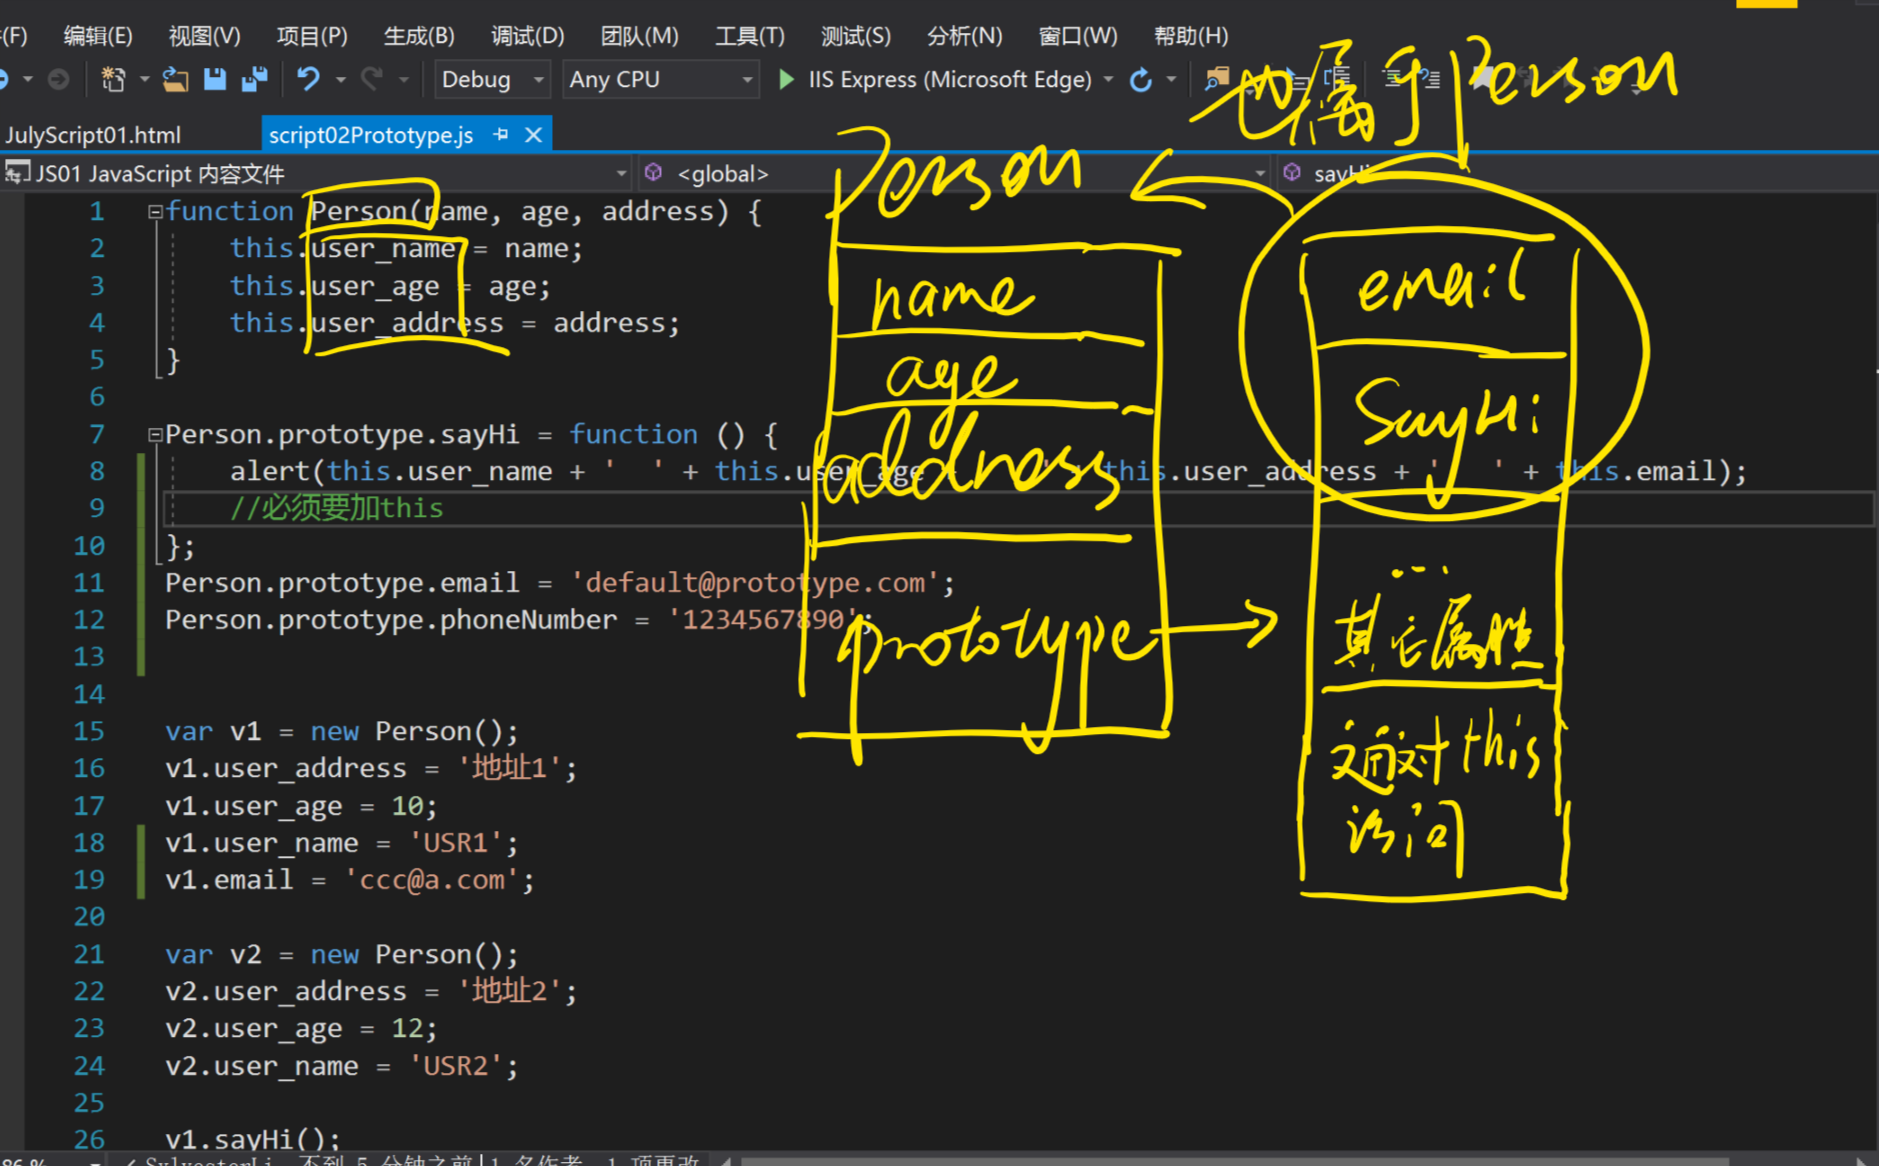 (F) 编辑(E) 视图(V) 项目(P) 生成(B) 调试(D) 团队(M) 工具(T) 测试(S) 分析(N) 窗口(W) 帮助(H)
Debug Any CPU IIS Express (Microsoft Edge)
也属于Person
JulyScript01.html script02Prototype.js
JS01 JavaScript 内容文件 <global> sayHi
1 function Person(name, age, address) {
2 this.user_name = name;
3 this.user_age = age;
4 this.user_address = address;
5 }
6
7 Person.prototype.sayHi = function () {
8 alert(this.user_name + ' ' + this.user_age + ' ' + this.user_address + ' ' + this.email);
9 //必须要加this
10 };
11 Person.prototype.email = 'default@prototype.com';
12 Person.prototype.phoneNumber = '1234567890';
13
14
15 var v1 = new Person();
16 v1.user_address = '地址1';
17 v1.user_age = 10;
18 v1.user_name = 'USR1';
19 v1.email = 'ccc@a.com';
20
21 var v2 = new Person();
22 v2.user_address = '地址2';
23 v2.user_age = 12;
24 v2.user_name = 'USR2';
25
26 v1.sayHi();
Person
name
age
address
prototype
email
SayHi
...
其它属性
this
访问
86 % SylvesterLi, 不到 5 分钟之前 | 1 名作者, 1 项更改